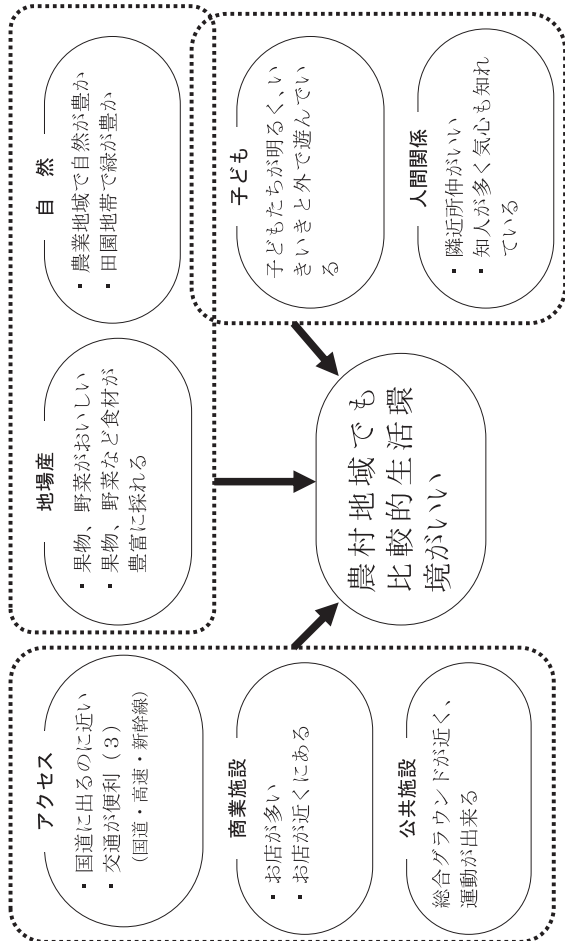 アクセス
・国道に出るのに近い
・交通が便利（３）
(国道・高速・新幹線)
商業施設
・お店が多い
・お店が近くにある
公共施設
総合グラウンドが近く、
運動が出来る
地場産
・果物、野菜がおいしい
・果物、野菜など食材が
豊富に採れる
自　然
・農業地域で自然が豊か
・田園地帯で緑が豊か
農村地域でも
比較的生活環
境がいい
子ども
子どもたちが明るく、い
きいきと外で遊んでい
る
人間関係
・隣近所仲がいい
・知人が多く気心も知れ
ている